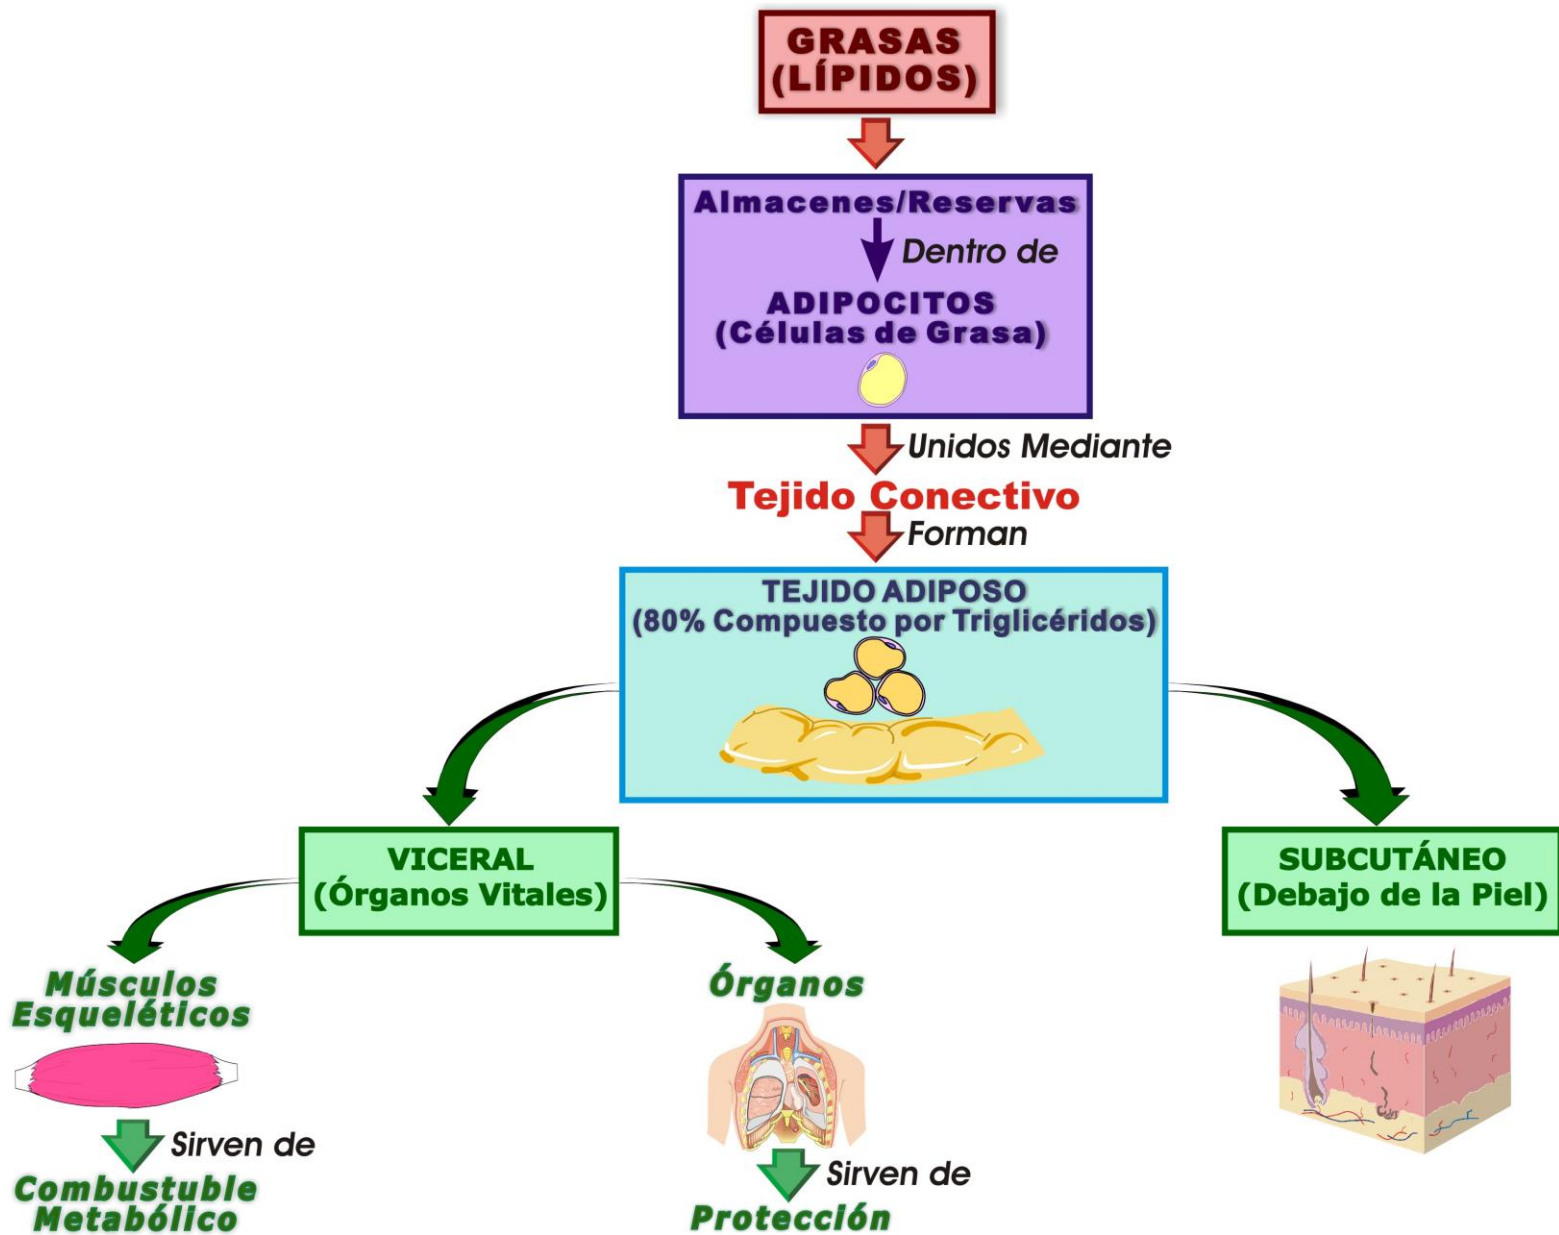 GRASAS
(LÍPIDOS)
Almacenes/Reservas
Dentro de
ADIPOCITOS
(Células de Grasa)
Unidos Mediante
Tejido Conectivo
Forman
TEJIDO ADIPOSO
(80% Compuesto por Triglicéridos)
VICERAL
(Órganos Vitales)
SUBCUTÁNEO
(Debajo de la Piel)
Músculos
Esqueléticos
Órganos
Sirven de
Combustuble
Metabólico
Sirven de
Protección